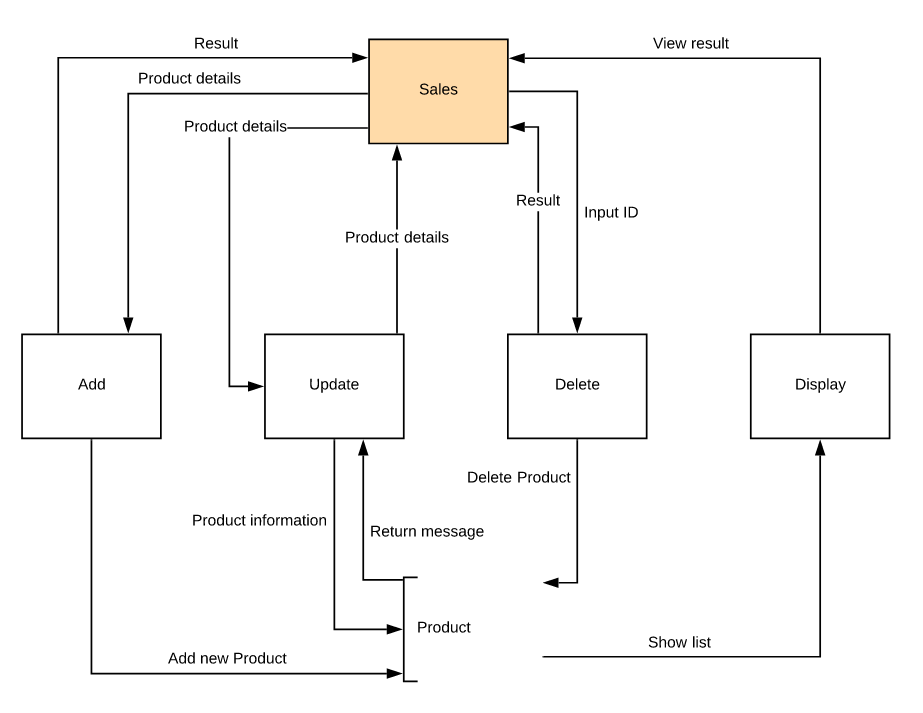 Result
View result
Product details
Sales
Product details
Result
Input ID
Product details
Add
Update
Delete
Display
Delete Product
Product information
Return message
Product
Show list
Add new Product